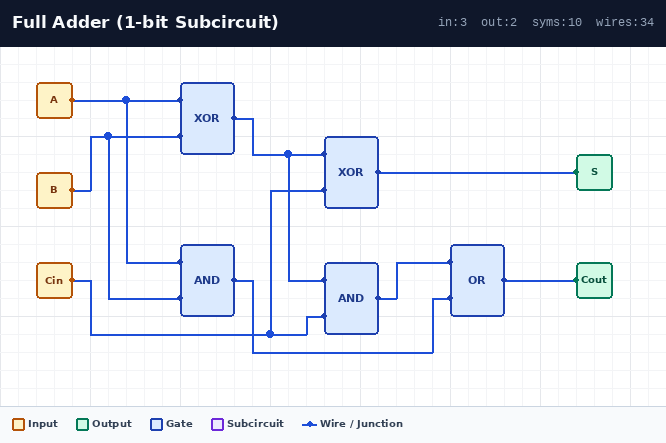 Full Adder (1-bit Subcircuit)
in:3 out:2 syms:10 wires:34
A
XOR
XOR
S
B
Cin
AND
AND
OR
Cout
Input
Output
Gate
Subcircuit
Wire / Junction